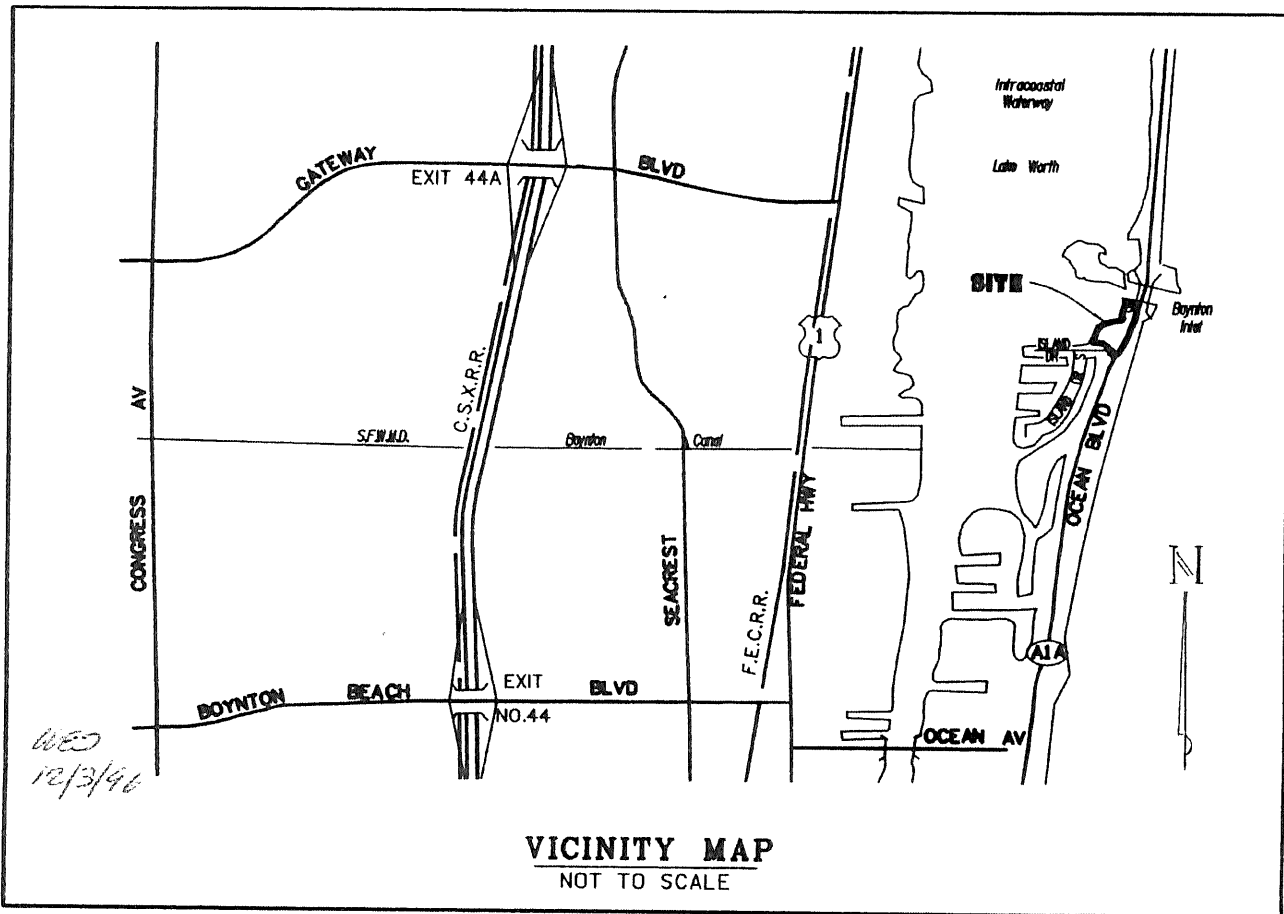 Intracoastal
Waterway
Lake Worth
GATEWAY
BLVD
EXIT 44A
SITE
Boynton
Inlet
1
ISLAND
DR
ISLAND DR S
C.S.X.R.R.
AV
CONGRESS
S.F.W.M.D.
Boynton
Canal
OCEAN BLVD
FEDERAL HWY
SEACREST
N
F.E.C.R.R.
A1A
EXIT
NO.44
BOYNTON
BEACH
BLVD
OCEAN AV
12/3/96
VICINITY MAP
NOT TO SCALE